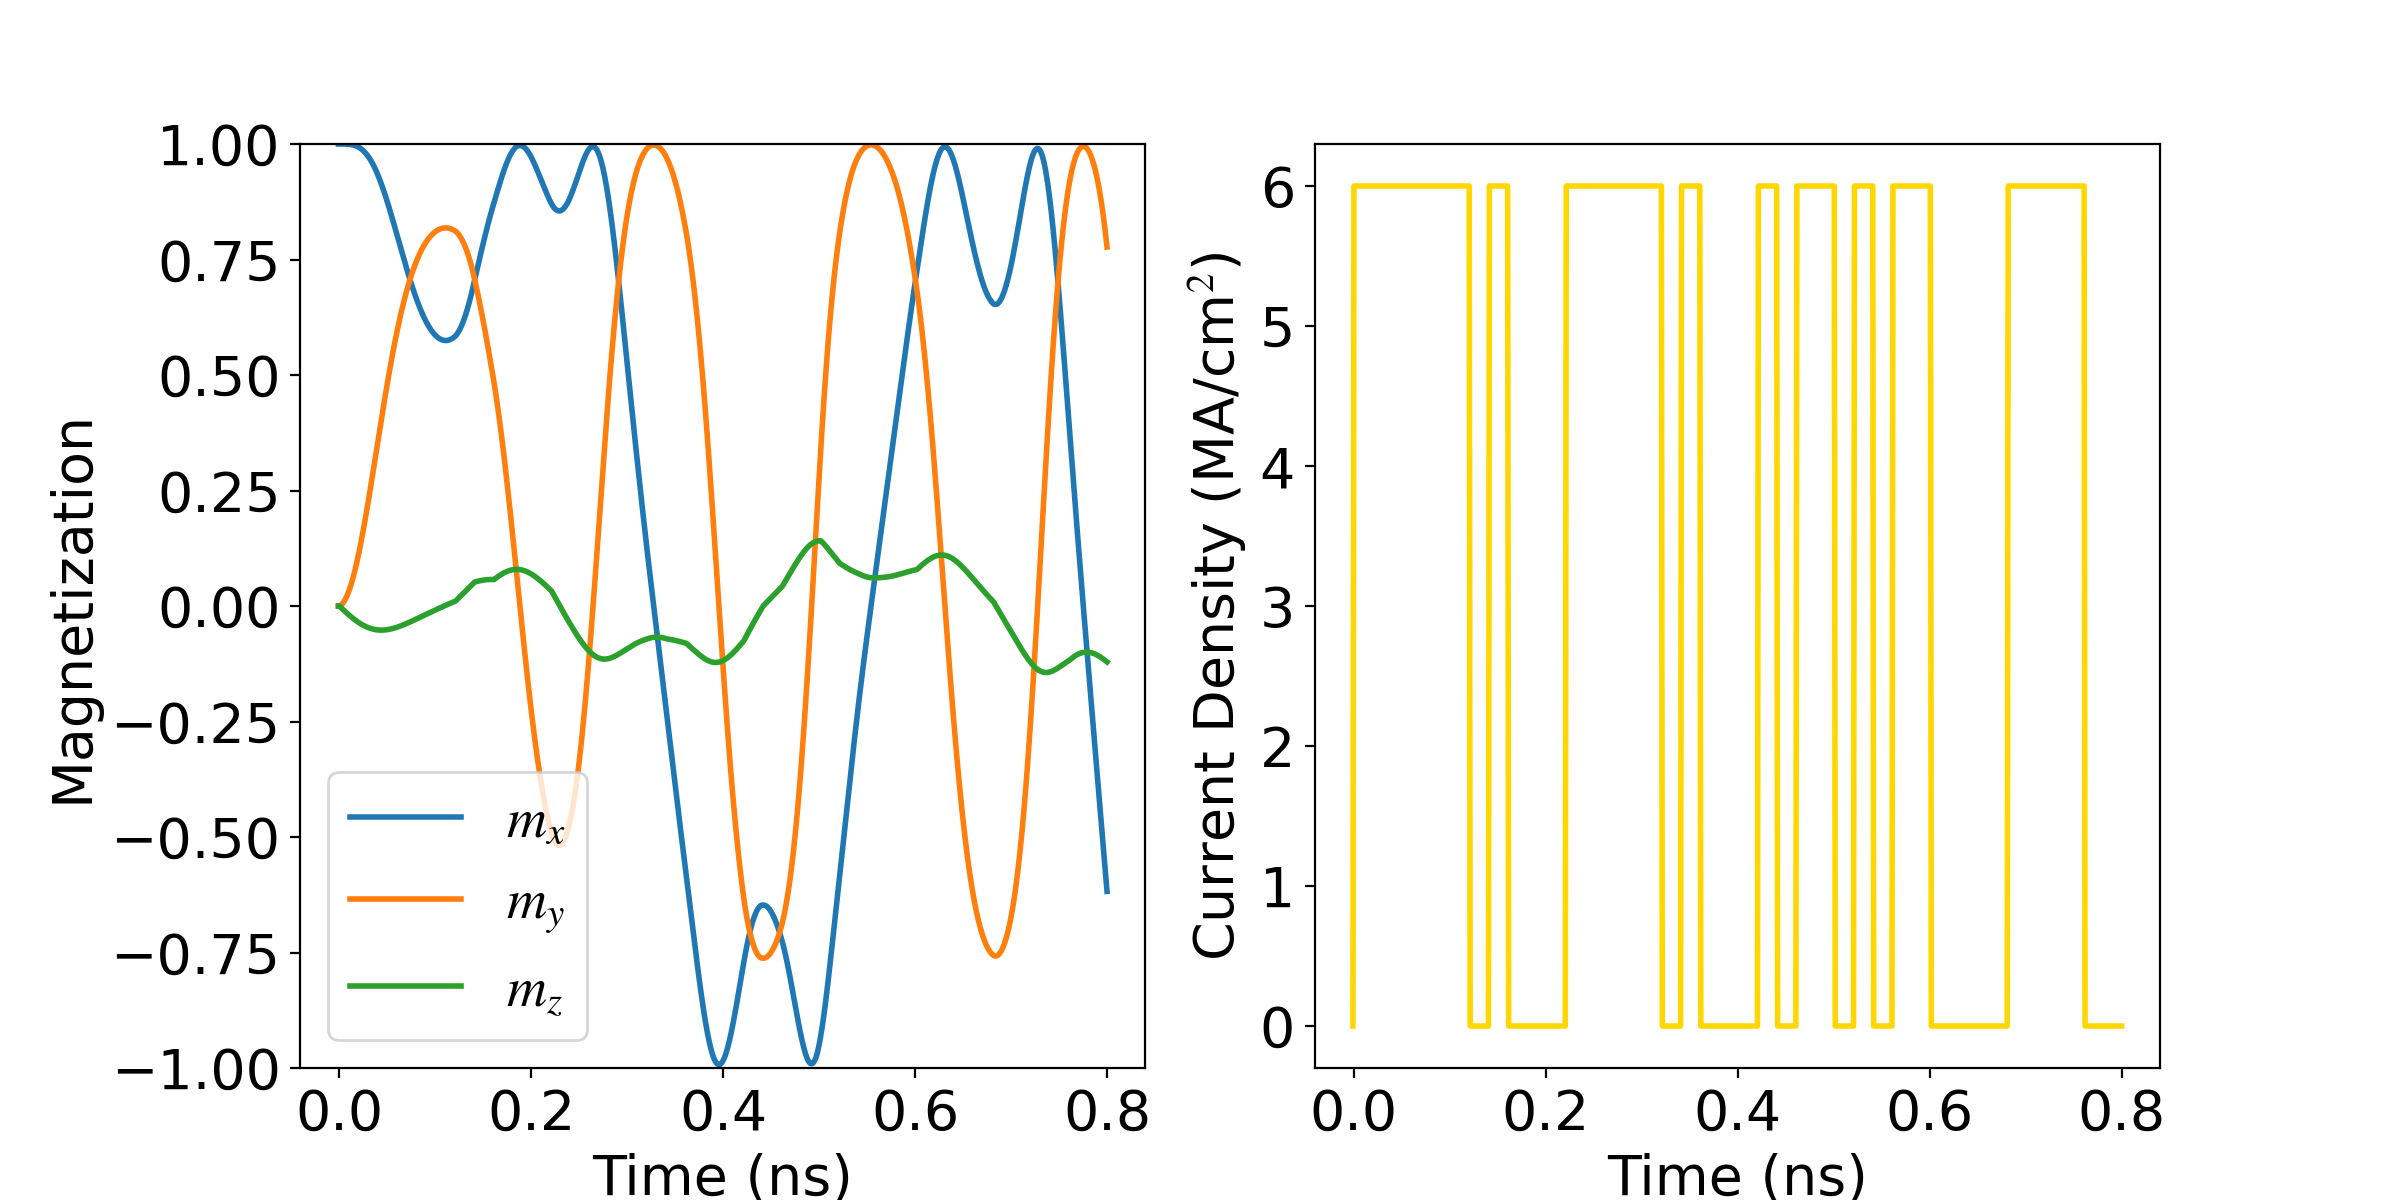 1.00
0.75
0.50
0.25
0.00
−0.25
−0.50
−0.75
−1.00
Magnetization
m_x
m_y
m_z
0.0 0.2 0.4 0.6 0.8
Time (ns)
6
5
4
3
2
1
0
Current Density (MA/cm²)
0.0 0.2 0.4 0.6 0.8
Time (ns)